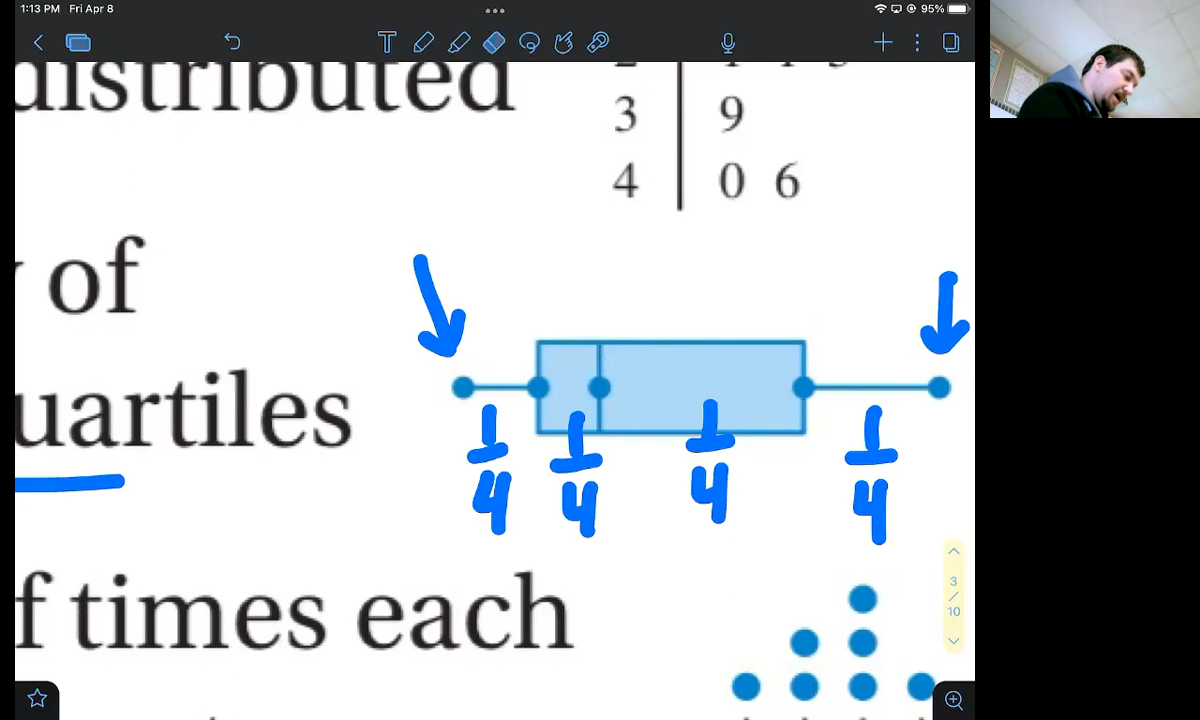 1:13 PM Fri Apr 8
95%
distributed
3 | 9
4 | 0 6
of
uartiles
1/4 1/4 1/4 1/4
f times each
3 / 10